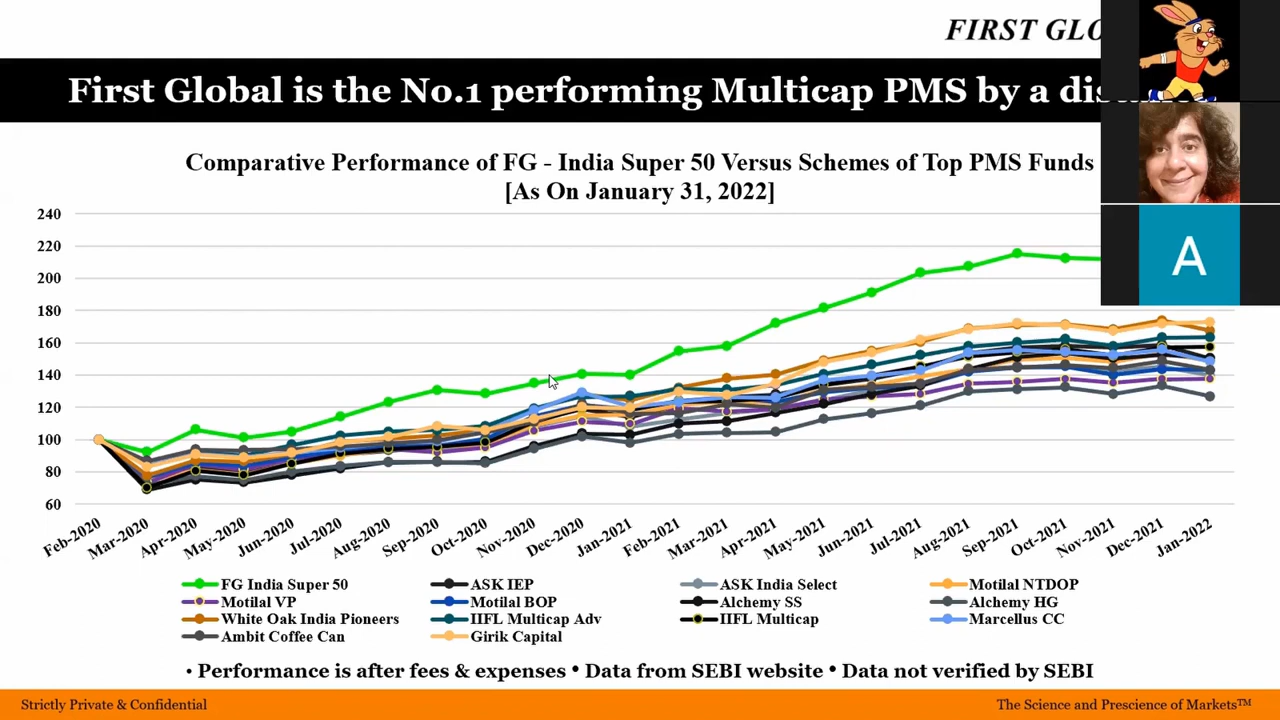 FIRST GLO
First Global is the No.1 performing Multicap PMS by a
Comparative Performance of FG - India Super 50 Versus Schemes of Top PMS Funds
[As On January 31, 2022]
240
220
200
180
160
140
120
100
80
60
Feb-2020 Mar-2020 Apr-2020 May-2020 Jun-2020 Jul-2020 Aug-2020 Sep-2020 Oct-2020 Nov-2020 Dec-2020 Jan-2021 Feb-2021 Mar-2021 Apr-2021 May-2021 Jun-2021 Jul-2021 Aug-2021 Sep-2021 Oct-2021 Nov-2021 Dec-2021 Jan-2022
FG India Super 50 ASK IEP ASK India Select Motilal NTDOP
Motilal VP Motilal BOP Alchemy SS Alchemy HG
White Oak India Pioneers IIFL Multicap Adv IIFL Multicap Marcellus CC
Ambit Coffee Can Girik Capital
• Performance is after fees & expenses • Data from SEBI website • Data not verified by SEBI
Strictly Private & Confidential The Science and Prescience of Markets™
A